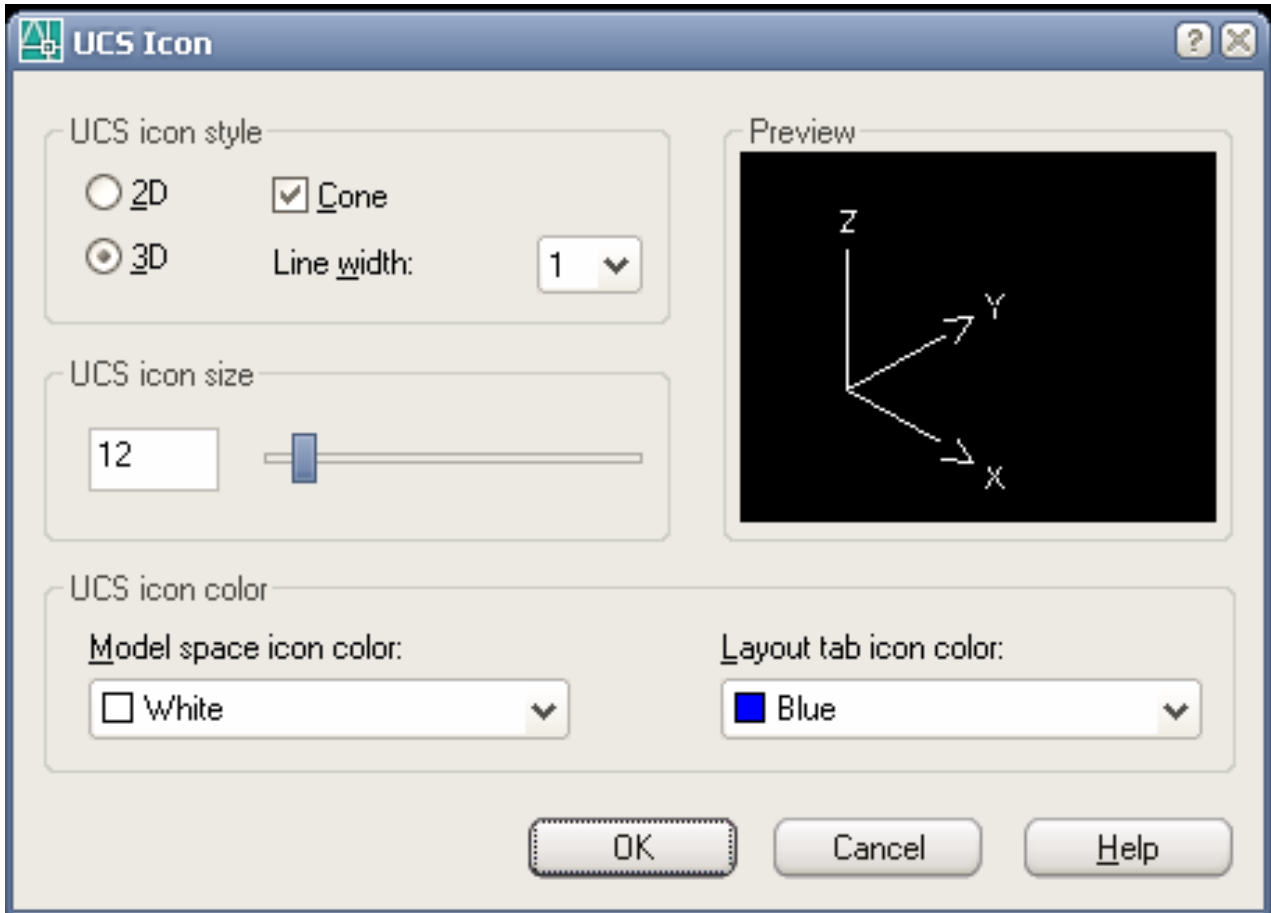 UCS Icon
UCS icon style
2D
Cone
3D
Line width:
1
Preview
Z
Y
X
UCS icon size
12
UCS icon color
Model space icon color:
White
Layout tab icon color:
Blue
OK
Cancel
Help